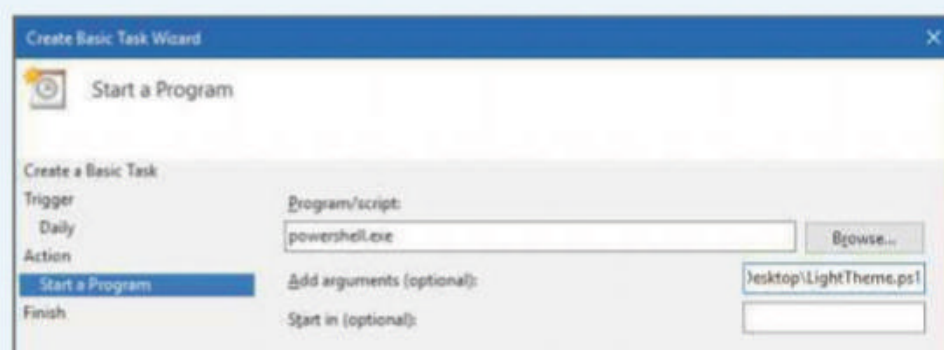 Create Basic Task Wizard
Start a Program
Create a Basic Task
Trigger
Daily
Action
Start a Program
Finish
Program/script:
powershell.exe
Browse...
Add arguments (optional):
esktop\LightTheme.ps1
Start in (optional):